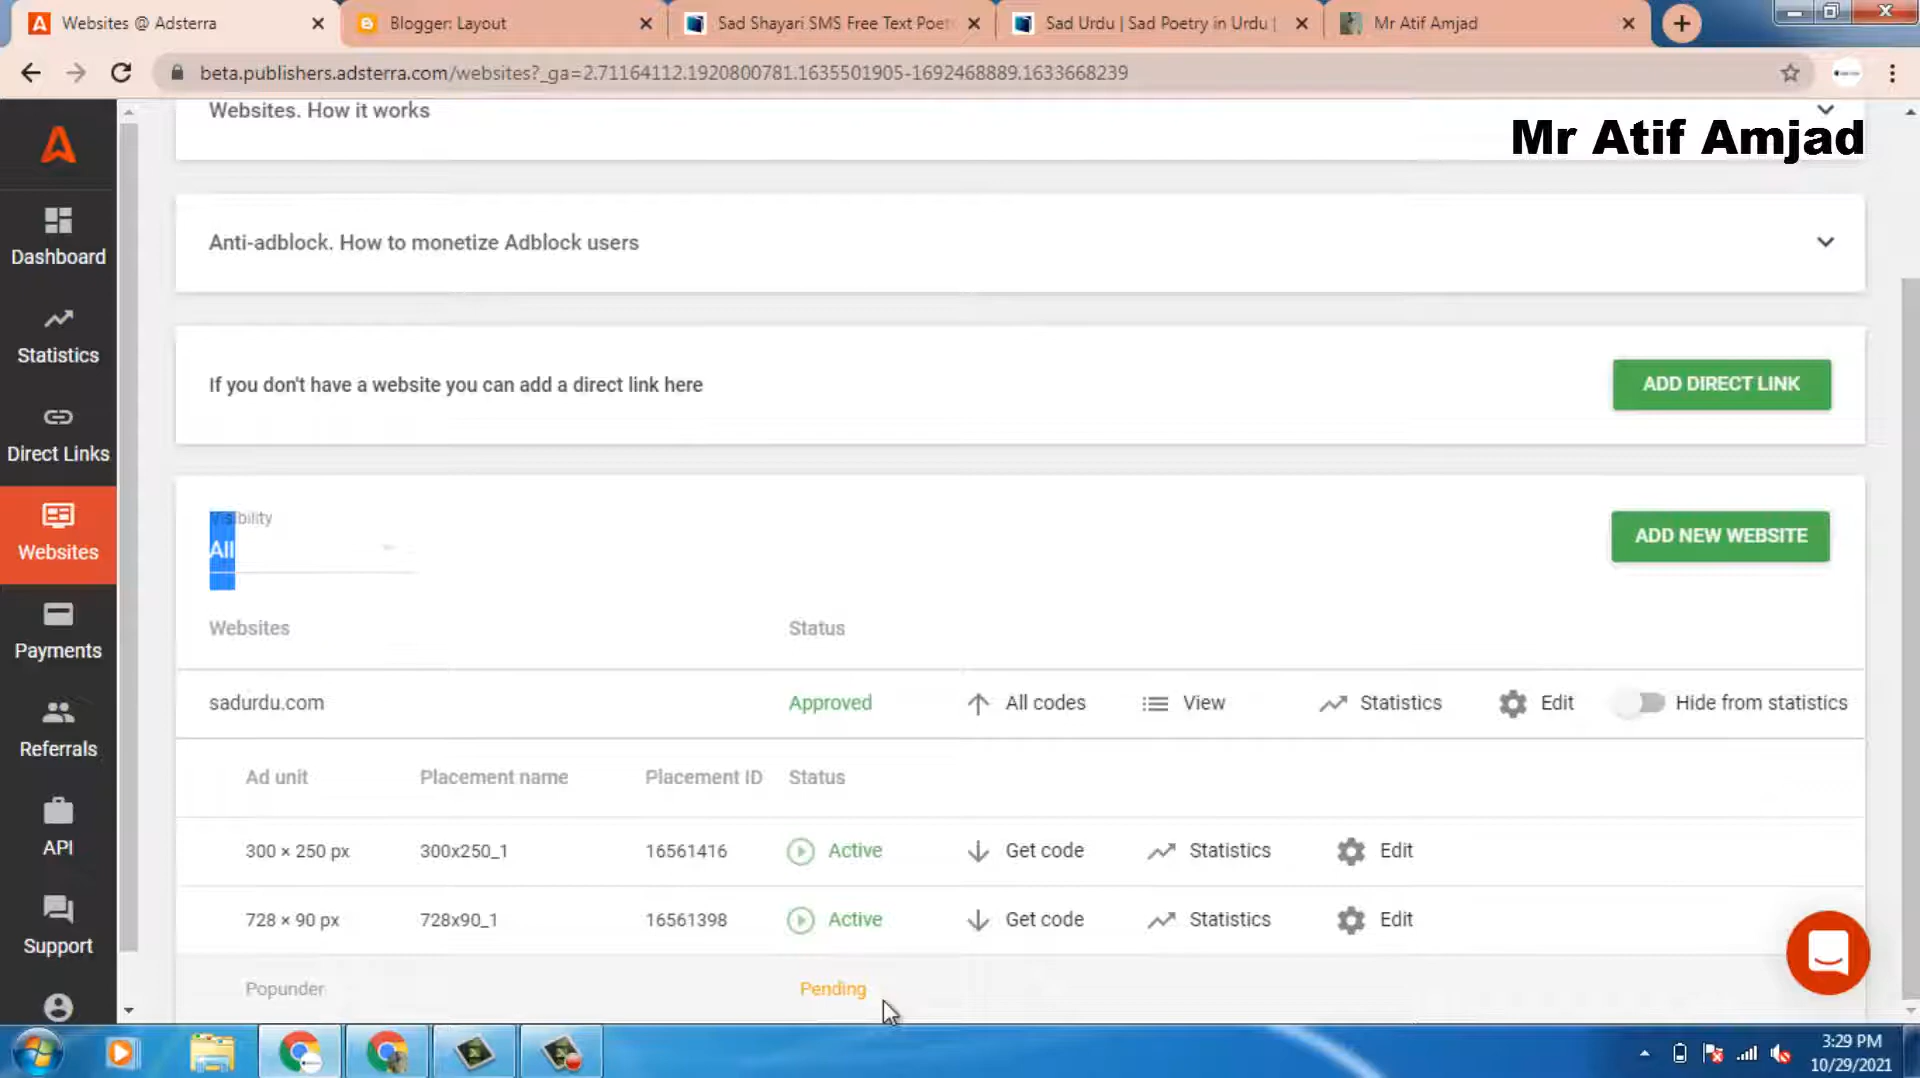 Websites @ Adsterra
Blogger: Layout
Sad Shayari SMS Free Text Poet
Sad Urdu | Sad Poetry in Urdu |
Mr Atif Amjad
beta.publishers.adsterra.com/websites?_ga=2.71164112.1920800781.1635501905-1692468889.1633668239
Websites. How it works
Mr Atif Amjad
Dashboard
Statistics
Direct Links
Websites
Payments
Referrals
API
Support
Anti-adblock. How to monetize Adblock users
If you don't have a website you can add a direct link here
ADD DIRECT LINK
Visibility
All
ADD NEW WEBSITE
Websites Status
sadurdu.com Approved All codes View Statistics Edit Hide from statistics
Ad unit Placement name Placement ID Status
300 × 250 px 300x250_1 16561416 Active Get code Statistics Edit
728 × 90 px 728x90_1 16561398 Active Get code Statistics Edit
Popunder Pending
3:29 PM
10/29/2021